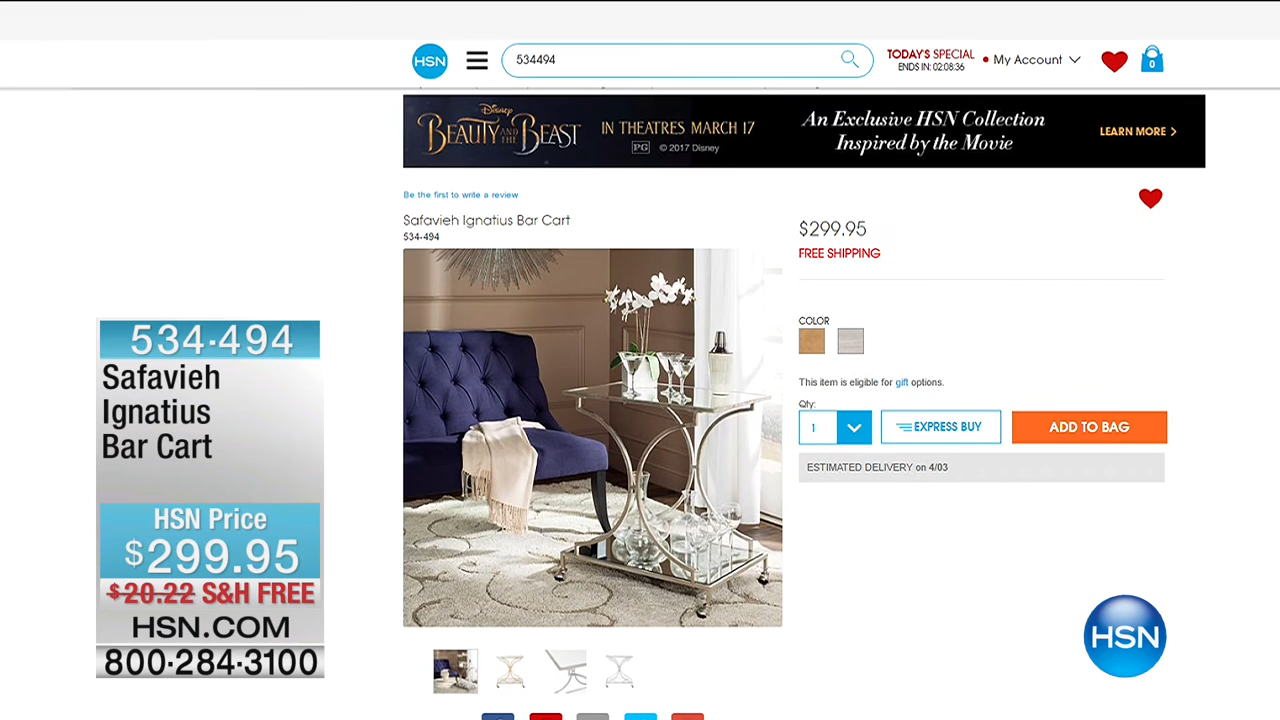 HSN
534494
TODAY'S SPECIAL
ENDS IN: 02:08:36
My Account
0
Disney
BEAUTY AND THE BEAST
IN THEATRES MARCH 17
PG © 2017 Disney
An Exclusive HSN Collection
Inspired by the Movie
LEARN MORE >
Be the first to write a review
Safavieh Ignatius Bar Cart
534-494
$299.95
FREE SHIPPING
COLOR
This item is eligible for gift options.
Qty:
1
EXPRESS BUY
ADD TO BAG
ESTIMATED DELIVERY on 4/03
534·494
Safavieh
Ignatius
Bar Cart
HSN Price
$299.95
$20.22 S&H FREE
HSN.COM
800·284·3100
HSN